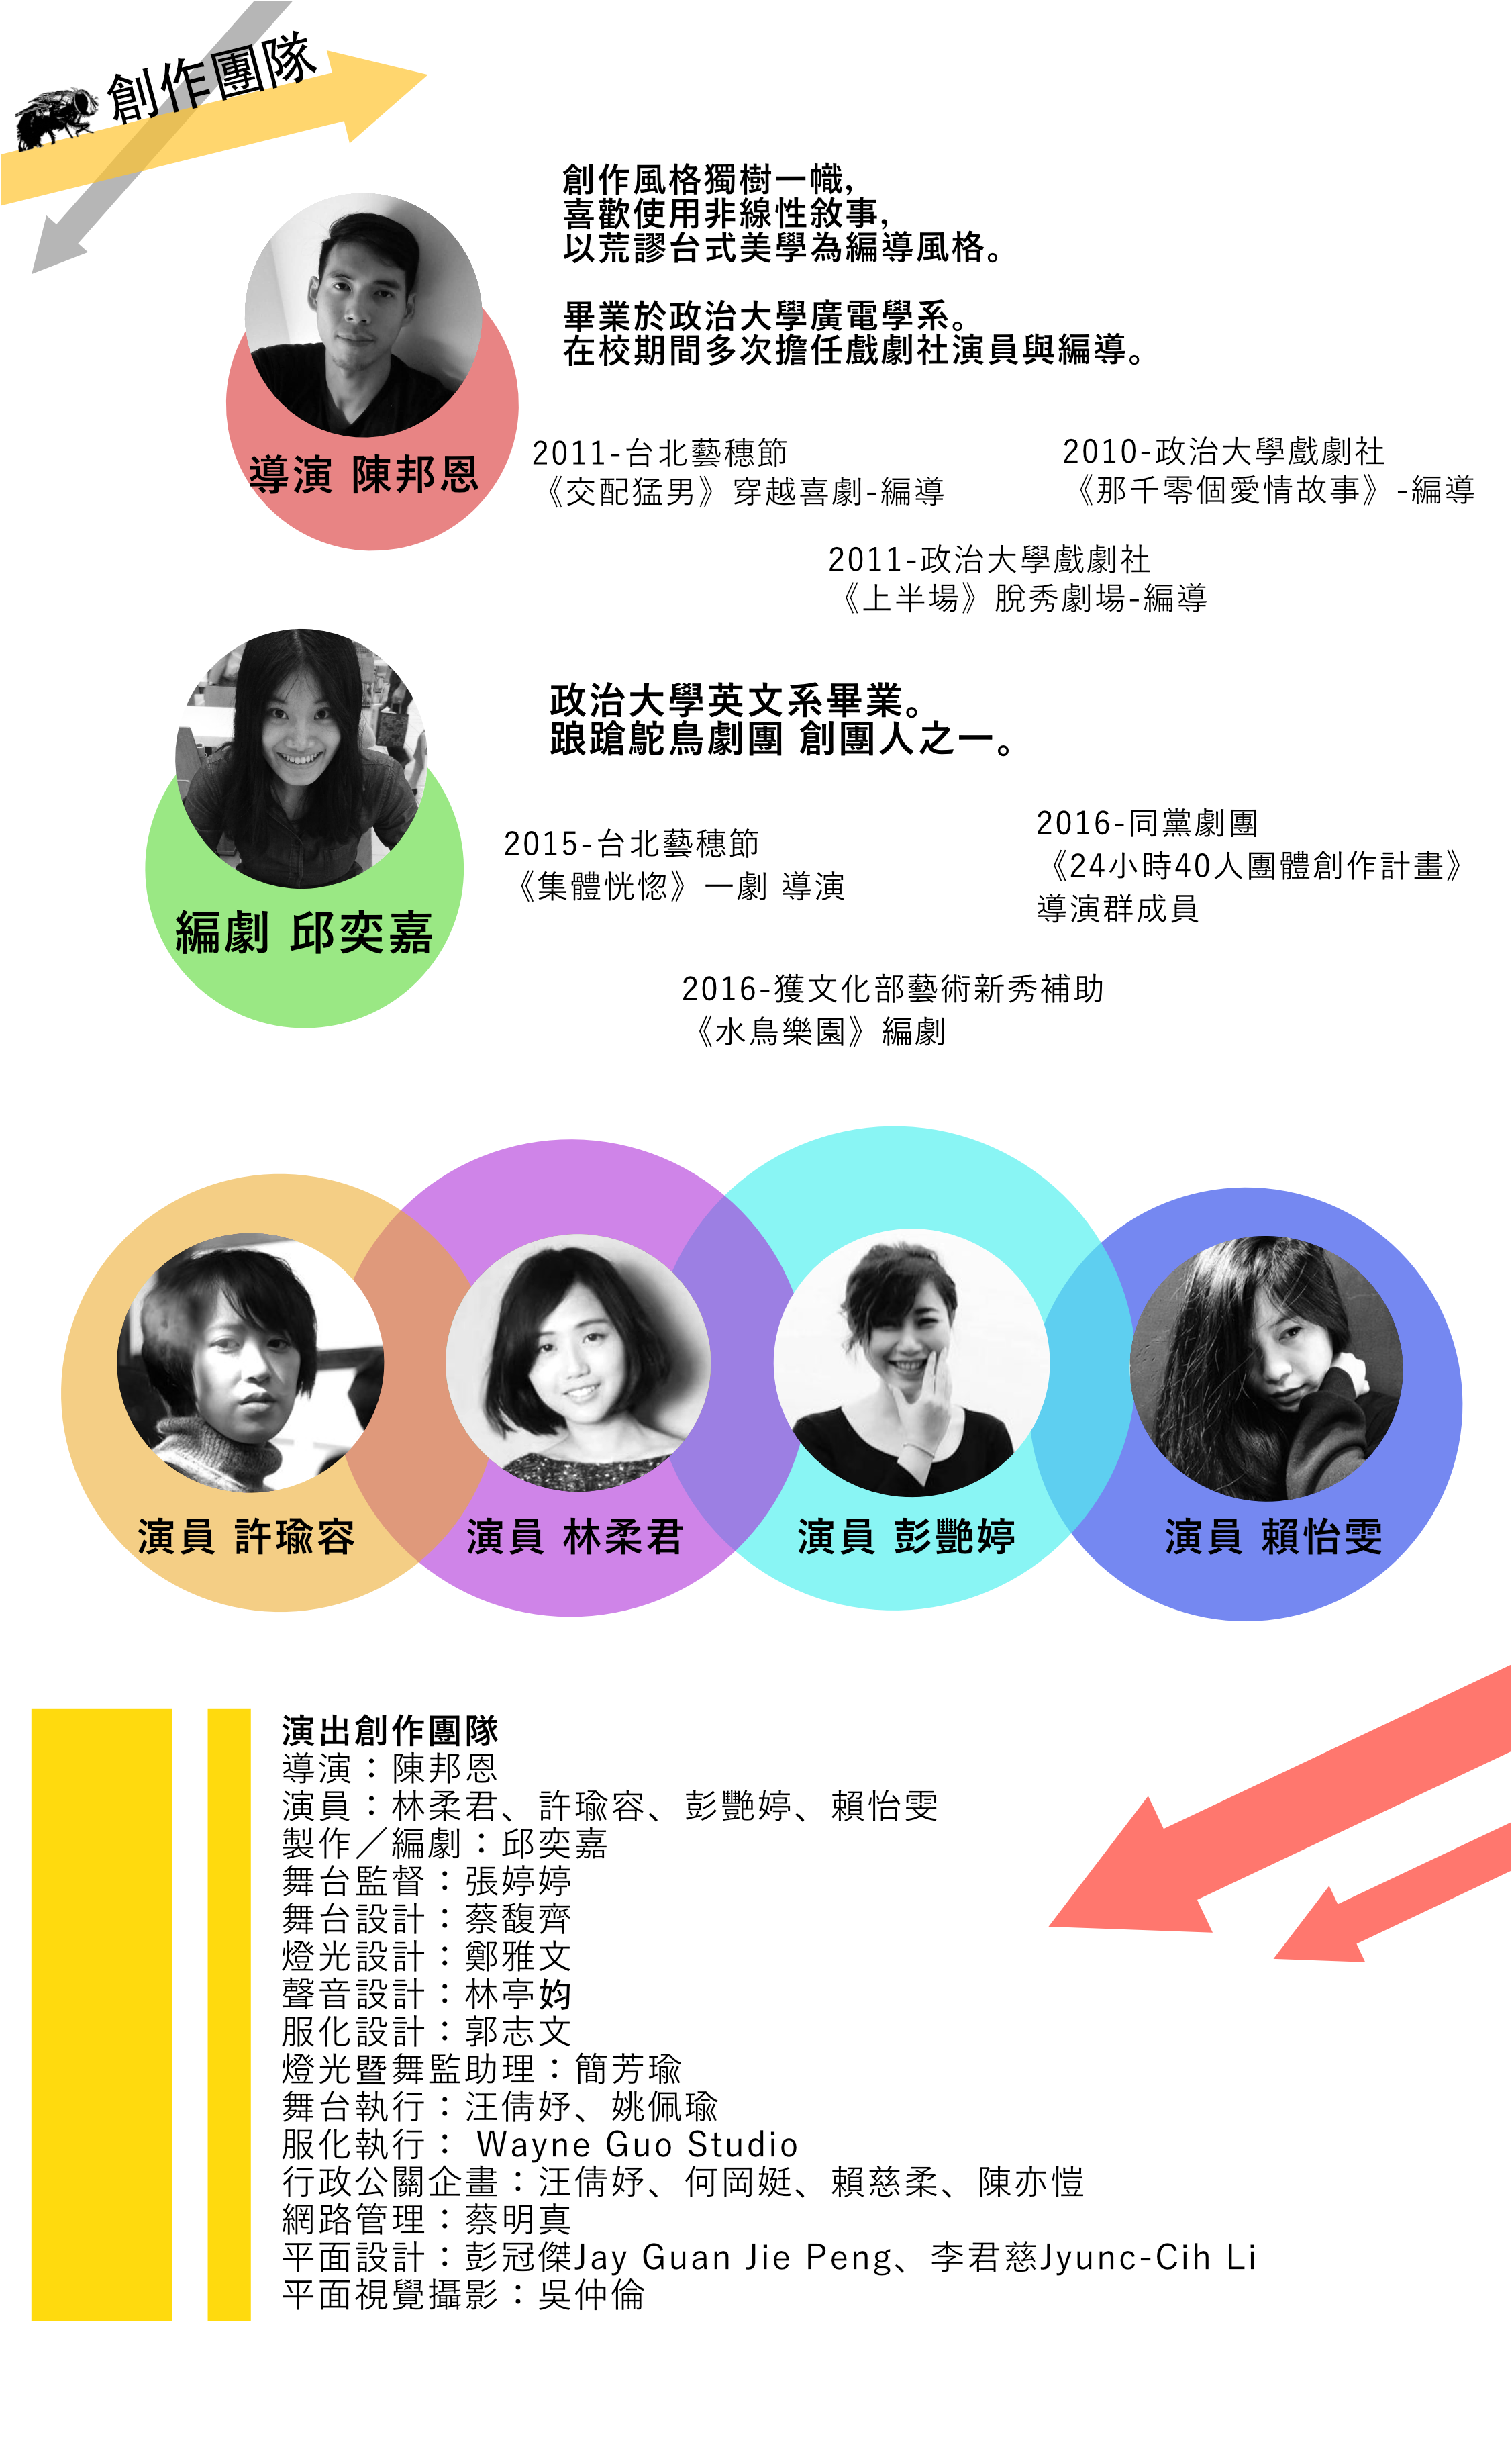 創作團隊
創作風格獨樹一幟,
喜歡使用非線性敘事,
以荒謬台式美學為編導風格。
畢業於政治大學廣電學系。
在校期間多次擔任戲劇社演員與編導。
導演 陳邦恩
2011-台北藝穗節
《交配猛男》穿越喜劇-編導
2010-政治大學戲劇社
《那千零個愛情故事》-編導
2011-政治大學戲劇社
《上半場》脫秀劇場-編導
政治大學英文系畢業。
踉蹌鴕鳥劇團 創團人之一。
編劇 邱奕嘉
2015-台北藝穗節
《集體恍惚》一劇 導演
2016-同黨劇團
《24小時40人團體創作計畫》
導演群成員
2016-獲文化部藝術新秀補助
《水鳥樂園》編劇
演員 許瑜容
演員 林柔君
演員 彭艷婷
演員 賴怡雯
演出創作團隊
導演：陳邦恩
演員：林柔君、許瑜容、彭艷婷、賴怡雯
製作／編劇：邱奕嘉
舞台監督：張婷婷
舞台設計：蔡馥齊
燈光設計：鄭雅文
聲音設計：林亭妁
服化設計：郭志文
燈光暨舞監助理：簡芳瑜
舞台執行：汪倩妤、姚佩瑜
服化執行： Wayne Guo Studio
行政公關企畫：汪倩妤、何岡娗、賴慈柔、陳亦愷
網路管理：蔡明真
平面設計：彭冠傑Jay Guan Jie Peng、李君慈Jyunc-Cih Li
平面視覺攝影：吳仲倫